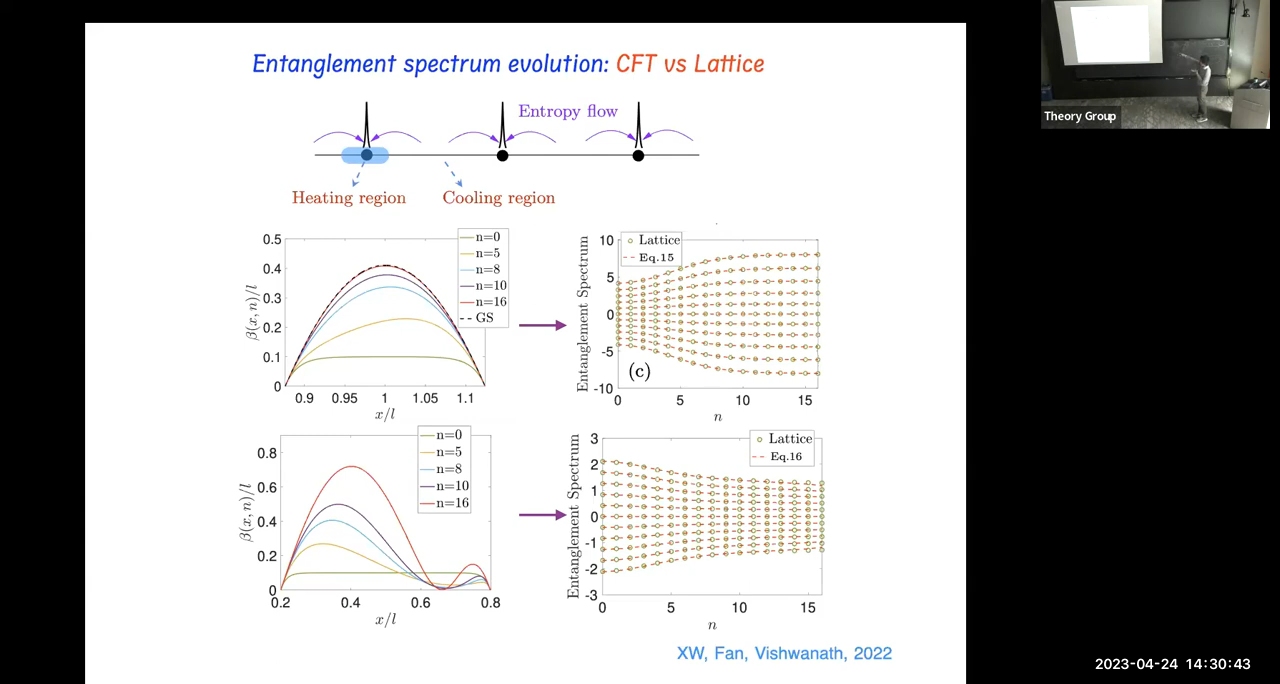 Entanglement spectrum evolution: CFT vs Lattice
Entropy flow
Heating region
Cooling region
β(x, n)/l
0.5
0.4
0.3
0.2
0.1
0
0.9
0.95
1
1.05
1.1
x/l
n=0
n=5
n=8
n=10
n=16
GS
Entanglement Spectrum
10
5
0
-5
-10
0
5
10
15
n
Lattice
Eq.15
(c)
β(x, n)/l
0.8
0.6
0.4
0.2
0
0.2
0.4
0.6
0.8
x/l
n=0
n=5
n=8
n=10
n=16
Entanglement Spectrum
3
2
1
0
-1
-2
-3
0
5
10
15
n
Lattice
Eq.16
XW, Fan, Vishwanath, 2022
Theory Group
2023-04-24 14:30:43